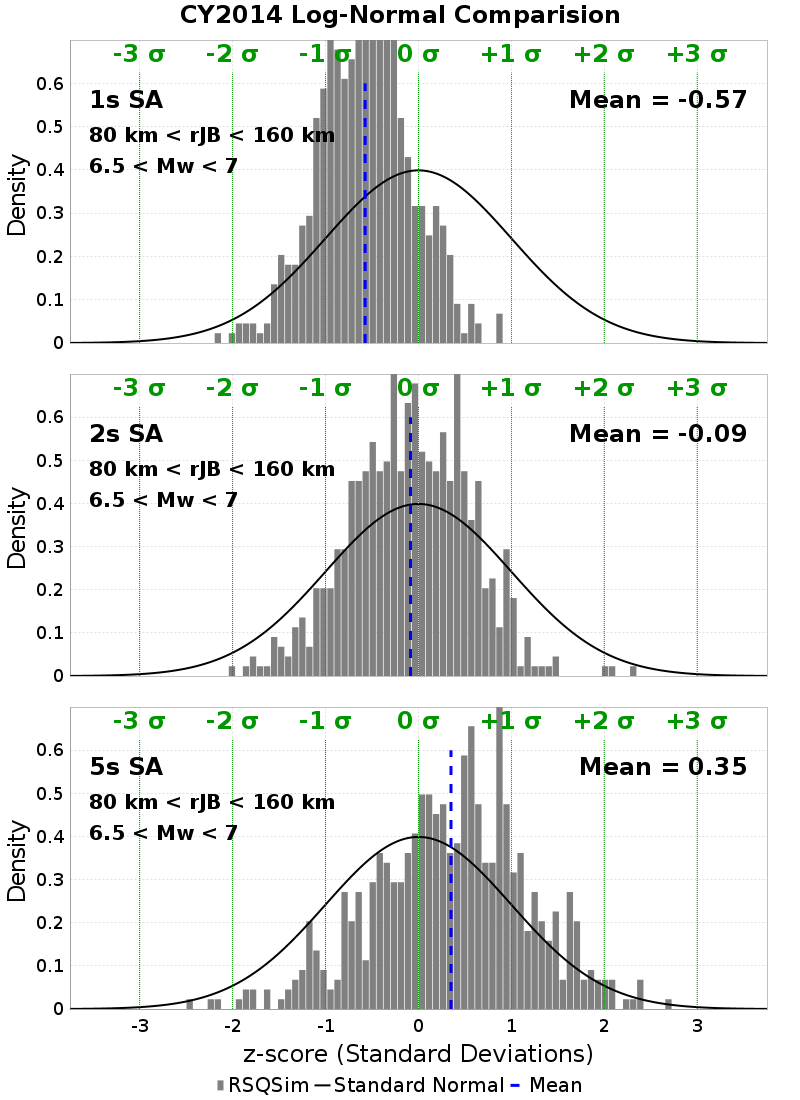 CY2014 Log-Normal Comparision
-3 σ -2 σ -1 σ 0 σ +1 σ +2 σ +3 σ
0.6
1s SA Mean = -0.57
0.5
80 km < rJB < 160 km
6.5 < Mw < 7
0.4
0.3
0.2
0.1
0
Density
-3 σ -2 σ -1 σ 0 σ +1 σ +2 σ +3 σ
0.6
2s SA Mean = -0.09
0.5
80 km < rJB < 160 km
6.5 < Mw < 7
0.4
0.3
0.2
0.1
0
Density
-3 σ -2 σ -1 σ 0 σ +1 σ +2 σ +3 σ
0.6
5s SA Mean = 0.35
0.5
80 km < rJB < 160 km
6.5 < Mw < 7
0.4
0.3
0.2
0.1
0
Density
-3 -2 -1 0 1 2 3
z-score (Standard Deviations)
RSQSim Standard Normal Mean